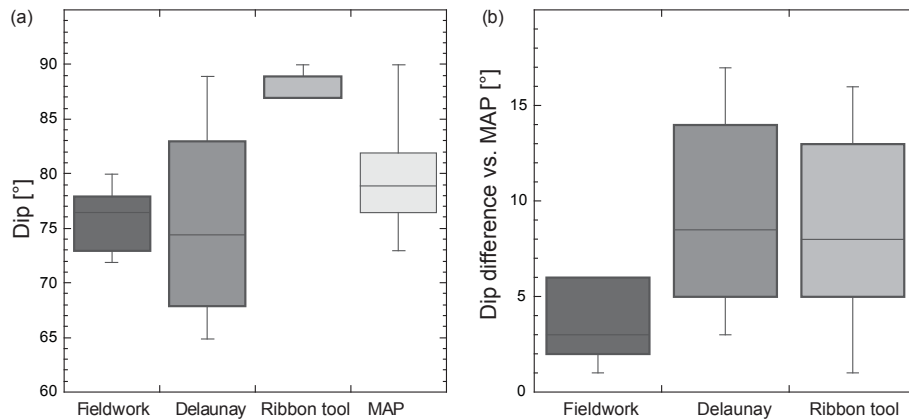 (a)
Dip [°]
90
85
80
75
70
65
60
Fieldwork Delaunay Ribbon tool MAP
(b)
Dip difference vs. MAP [°]
15
10
5
0
Fieldwork Delaunay Ribbon tool